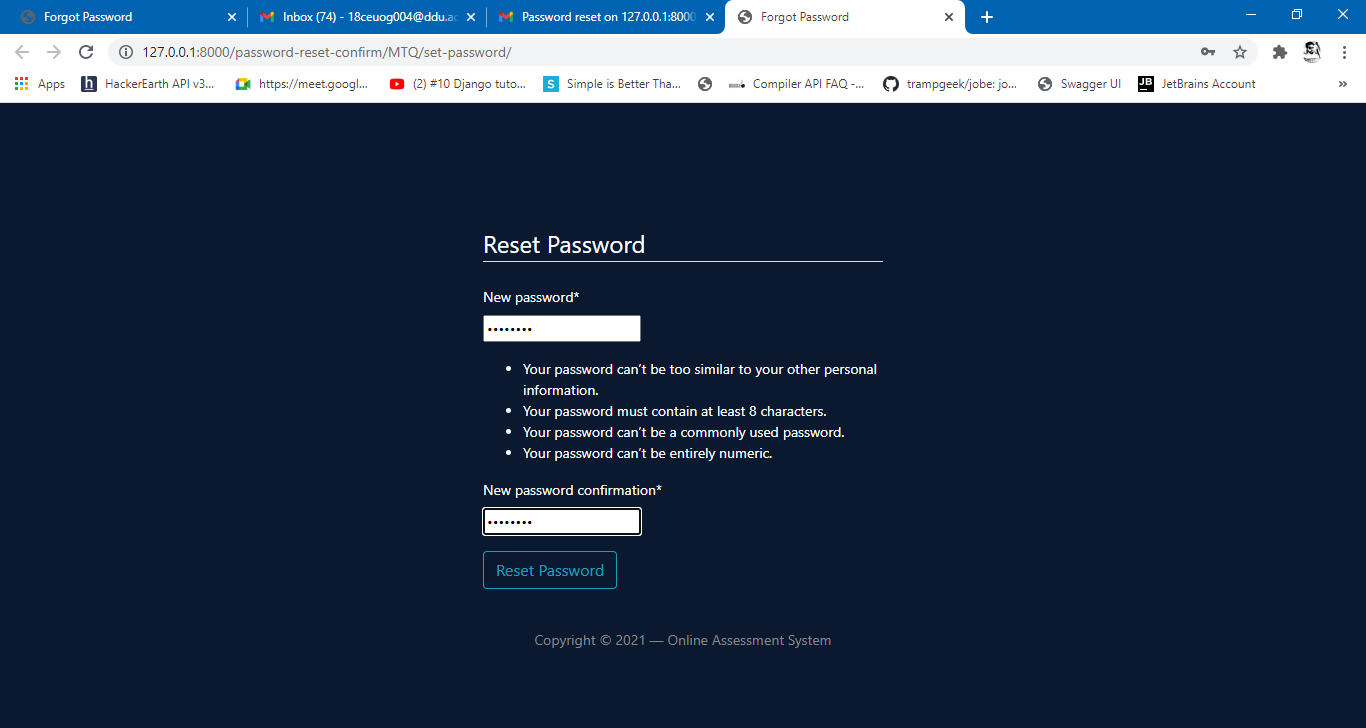 Forgot Password
Inbox (74) - 18ceuog004@ddu.ac
Password reset on 127.0.0.1:8000
Forgot Password
127.0.0.1:8000/password-reset-confirm/MTQ/set-password/
Apps
h HackerEarth API v3...
https://meet.googl...
(2) #10 Django tuto...
S Simple is Better Tha...
Compiler API FAQ -...
trampgeek/jobe: jo...
Swagger UI
JB JetBrains Account
»
Reset Password
New password*
••••••••
• Your password can’t be too similar to your other personal
information.
• Your password must contain at least 8 characters.
• Your password can’t be a commonly used password.
• Your password can’t be entirely numeric.
New password confirmation*
••••••••
Reset Password
Copyright © 2021 — Online Assessment System